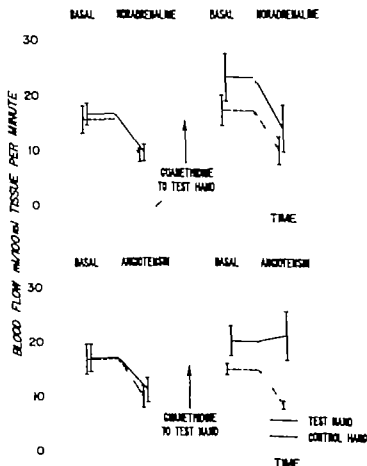 BASAL NORADRENALINE BASAL NORADRENALINE
30
20
10
0
GUANETHIDINE
TO TEST HAND
TIME
BLOOD FLOW ml/100ml TISSUE PER MINUTE
BASAL ANGIOTENSIN BASAL ANGIOTENSIN
30
20
10
0
GUANETHIDINE
TO TEST HAND
TEST HAND
CONTROL HAND
TIME